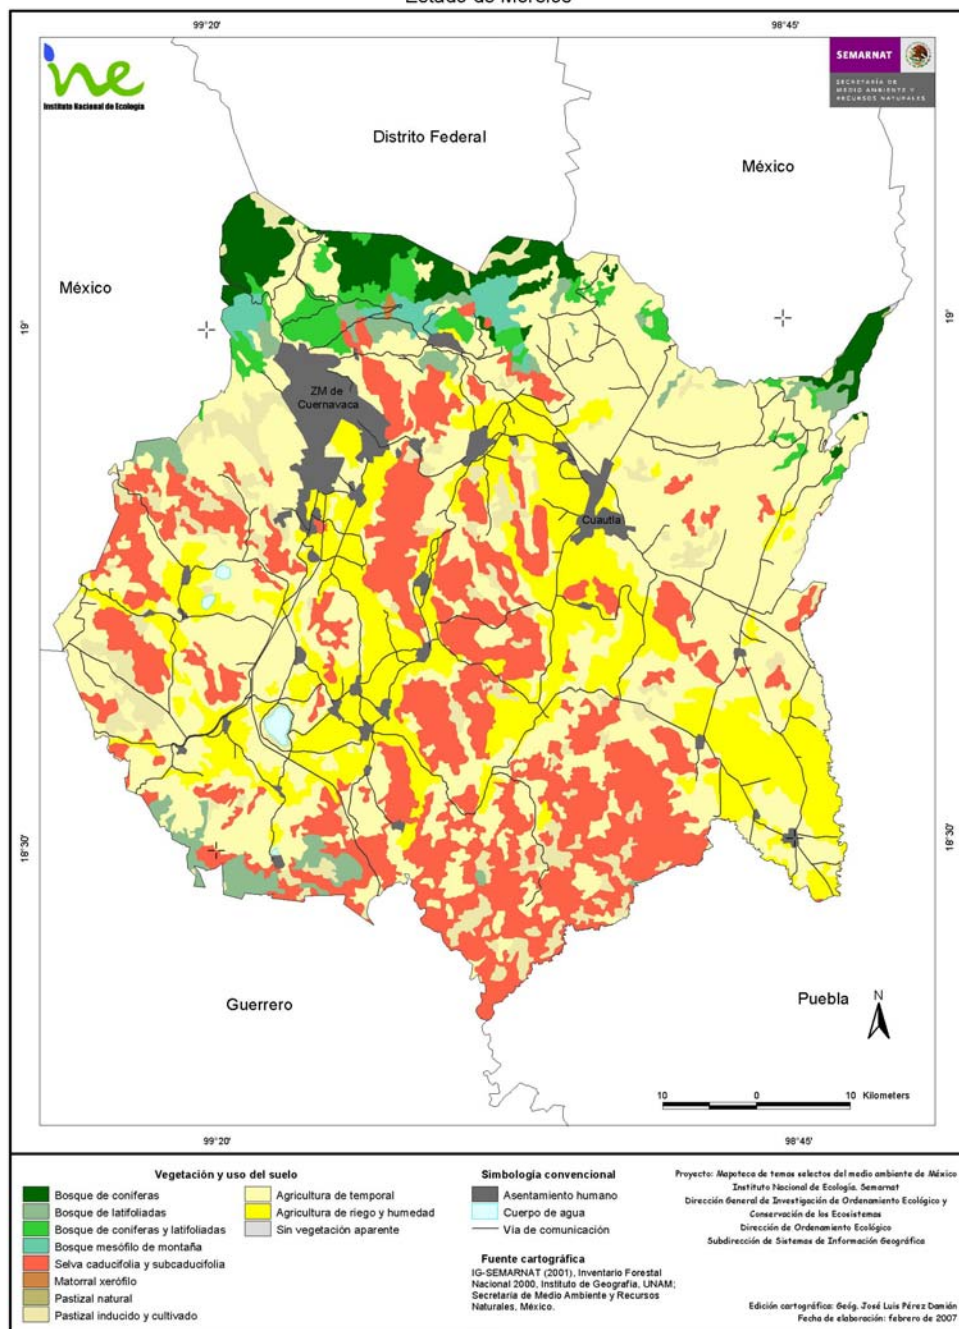 Estado de Morelos
99°20'
98°45'
ine
Instituto Nacional de Ecología
SEMARNAT
SECRETARÍA DE
MEDIO AMBIENTE Y
RECURSOS NATURALES
Distrito Federal
México
México
19°
19°
ZM de
Cuernavaca
Cuautla
18°30'
18°30'
Guerrero
Puebla
N
10 0 10 Kilometers
99°20'
98°45'
Vegetación y uso del suelo
Bosque de coníferas
Bosque de latifoliadas
Bosque de coníferas y latifoliadas
Bosque mesófilo de montaña
Selva caducifolia y subcaducifolia
Matorral xerófilo
Pastizal natural
Pastizal inducido y cultivado
Agricultura de temporal
Agricultura de riego y humedad
Sin vegetación aparente
Simbología convencional
Asentamiento humano
Cuerpo de agua
Vía de comunicación
Fuente cartográfica
IG-SEMARNAT (2001), Inventario Forestal
Nacional 2000, Instituto de Geografía, UNAM;
Secretaria de Medio Ambiente y Recursos
Naturales, México.
Proyecto: Mapoteca de temas selectos del medio ambiente de México
Instituto Nacional de Ecología. Semarnat
Dirección General de Investigación de Ordenamiento Ecológico y
Conservación de los Ecosistemas
Dirección de Ordenamiento Ecológico
Subdirección de Sistemas de Información Geográfica
Edición cartográfica: Geóg. José Luis Pérez Damián
Fecha de elaboración: febrero de 2007